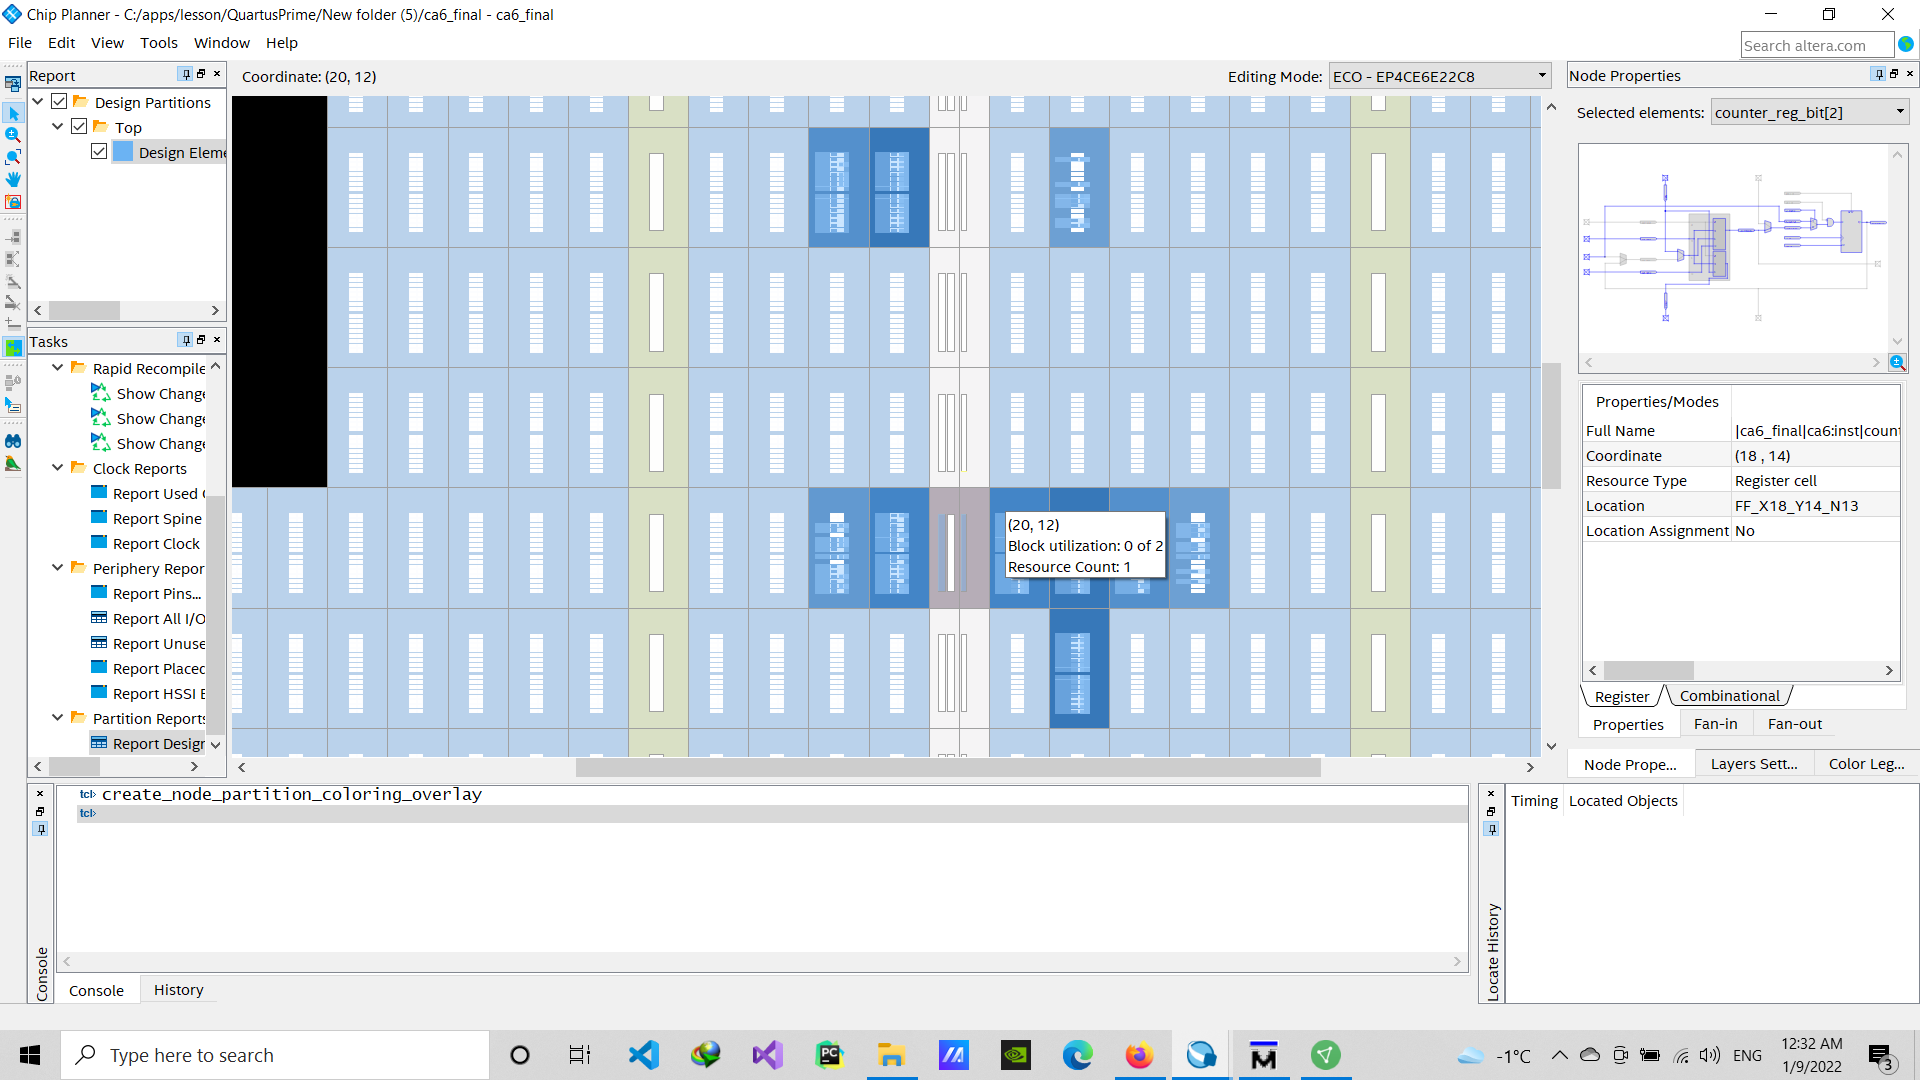 Chip Planner - C:/apps/lesson/QuartusPrime/New folder (5)/ca6_final - ca6_final
File Edit View Tools Window Help
Search altera.com
Report
Coordinate: (20, 12)
Editing Mode: ECO - EP4CE6E22C8
Node Properties
Design Partitions
Top
Design Eleme
Selected elements: counter_reg_bit[2]
Tasks
Rapid Recompile
Show Change
Show Change
Show Change
Clock Reports
Report Used
Report Spine
Report Clock
Periphery Repor
Report Pins...
Report All I/O
Report Unuse
Report Placed
Report HSSI
Partition Reports
Report Design
(20, 12)
Block utilization: 0 of 2
Resource Count: 1
Properties/Modes
Full Name |ca6_final|ca6:inst|count
Coordinate (18 , 14)
Resource Type Register cell
Location FF_X18_Y14_N13
Location Assignment No
Register Combinational
Properties Fan-in Fan-out
Node Prope... Layers Sett... Color Leg...
tcl> create_node_partition_coloring_overlay
tcl>
Console
Console History
Timing Located Objects
Locate History
Type here to search
PC
-1°C
ENG
12:32 AM
1/9/2022
3